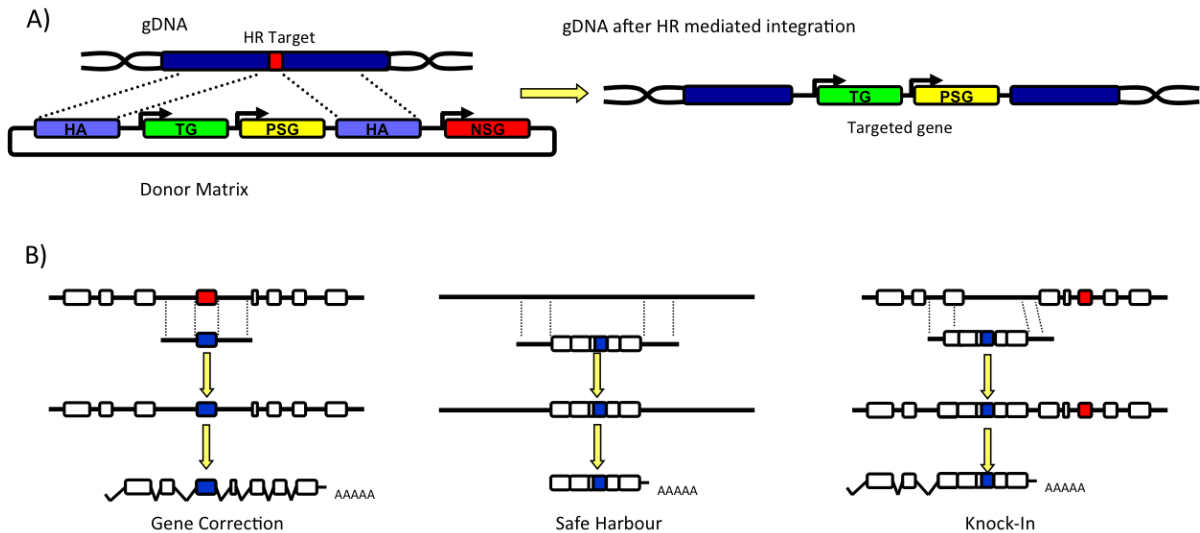 A)
gDNA
HR Target
HA
TG
PSG
HA
NSG
Donor Matrix
gDNA after HR mediated integration
TG
PSG
Targeted gene
B)
AAAAA
Gene Correction
AAAAA
Safe Harbour
AAAAA
Knock-In